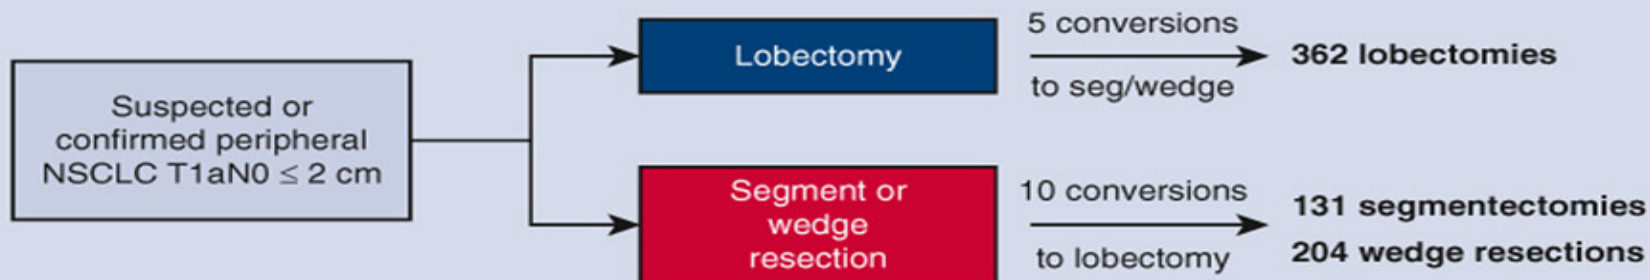 Suspected or
confirmed peripheral
NSCLC T1aN0 ≤ 2 cm
Lobectomy
5 conversions
to seg/wedge
362 lobectomies
Segment or
wedge
resection
10 conversions
to lobectomy
131 segmentectomies
204 wedge resections